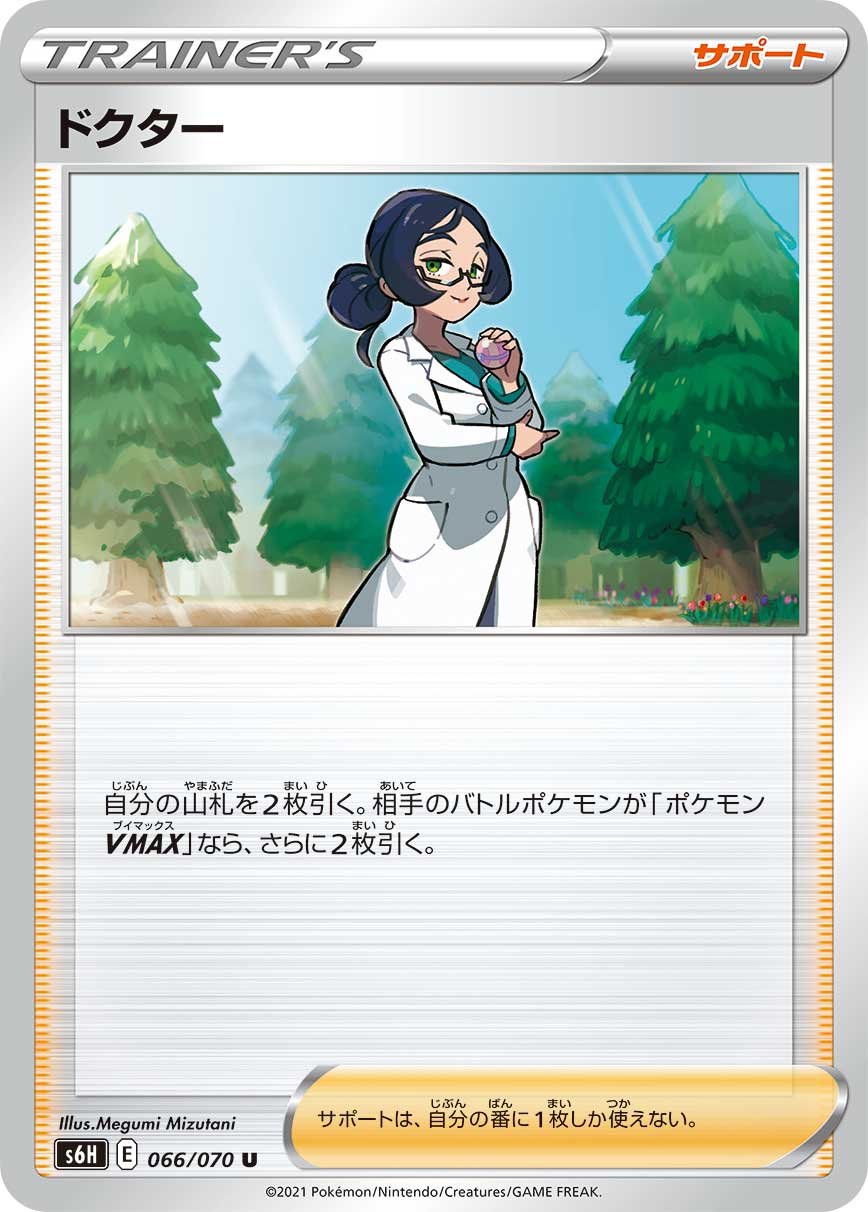 TRAINER'S サポート
ドクター
じぶん やまふだ まい ひ あいて
自分の山札を2枚引く。相手のバトルポケモンが「ポケモン
ブイマックス まい ひ
VMAX」なら、さらに2枚引く。
Illus.Megumi Mizutani
じぶん ばん まい つか
サポートは、自分の番に1枚しか使えない。
s6H E 066/070 U
©2021 Pokémon/Nintendo/Creatures/GAME FREAK.